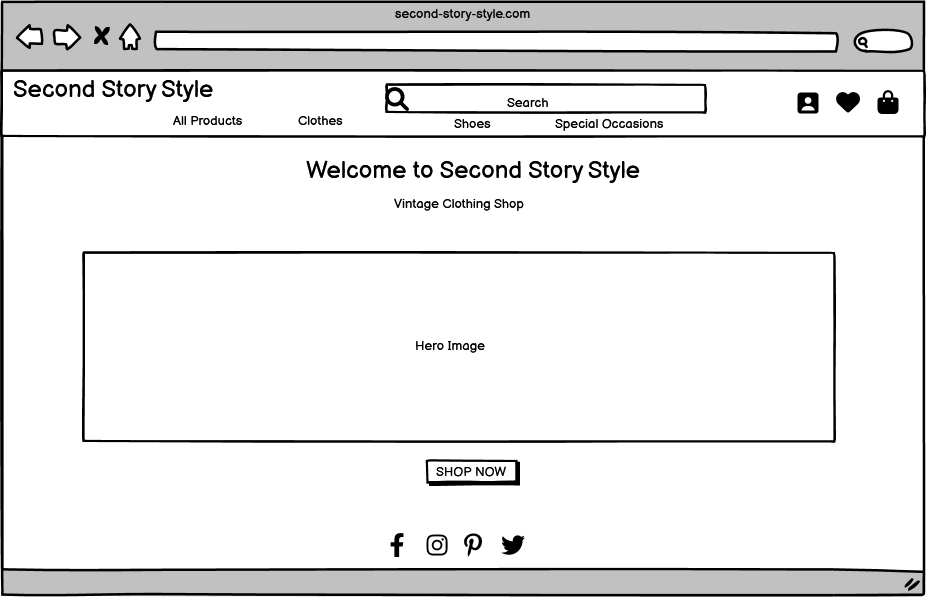 second-story-style.com
Second Story Style
Search
All Products
Clothes
Shoes
Special Occasions
Welcome to Second Story Style
Vintage Clothing Shop
Hero Image
SHOP NOW